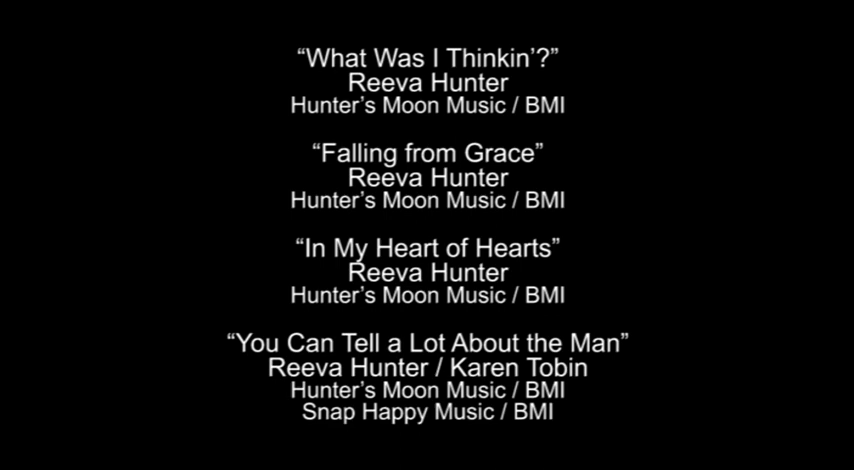 “What Was I Thinkin’?”
Reeva Hunter
Hunter’s Moon Music / BMI
“Falling from Grace”
Reeva Hunter
Hunter’s Moon Music / BMI
“In My Heart of Hearts”
Reeva Hunter
Hunter’s Moon Music / BMI
“You Can Tell a Lot About the Man”
Reeva Hunter / Karen Tobin
Hunter’s Moon Music / BMI
Snap Happy Music / BMI